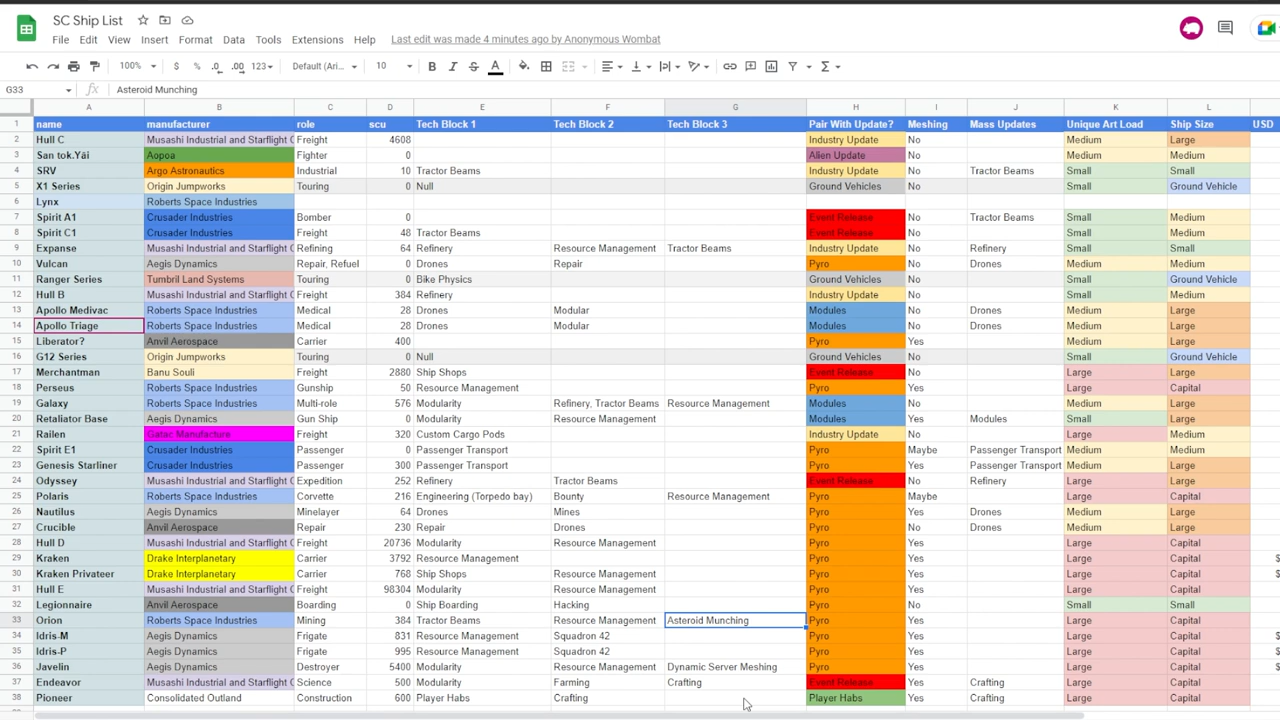 SC Ship List
File Edit View Insert Format Data Tools Extensions Help Last edit was made 4 minutes ago by Anonymous Wombat
100% $ % .0 .00 123 Default (Ari... 10 B I S A
G33 fx Asteroid Munching
A B C D E F G H I J K L
1 name manufacturer role scu Tech Block 1 Tech Block 2 Tech Block 3 Pair With Update? Meshing Mass Updates Unique Art Load Ship Size USD
2 Hull C Musashi Industrial and Starflight C Freight 4608 Industry Update No Medium Large
3 San tok.Yāi Aopoa Fighter 0 Alien Update No Medium Medium
4 SRV Argo Astronautics Industrial 10 Tractor Beams Industry Update No Tractor Beams Small Small
5 X1 Series Origin Jumpworks Touring 0 Null Ground Vehicles No Small Ground Vehicle
6 Lynx Roberts Space Industries
7 Spirit A1 Crusader Industries Bomber 0 Event Release No Tractor Beams Small Medium
8 Spirit C1 Crusader Industries Freight 48 Tractor Beams Event Release No Small Medium
9 Expanse Musashi Industrial and Starflight C Refining 64 Refinery Resource Management Tractor Beams Industry Update No Refinery Small Small
10 Vulcan Aegis Dynamics Repair, Refuel 0 Drones Repair Pyro No Drones Medium Medium
11 Ranger Series Tumbril Land Systems Touring 0 Bike Physics Ground Vehicles No Small Ground Vehicle
12 Hull B Musashi Industrial and Starflight C Freight 384 Refinery Industry Update No Small Medium
13 Apollo Medivac Roberts Space Industries Medical 28 Drones Modular Modules No Drones Medium Large
14 Apollo Triage Roberts Space Industries Medical 28 Drones Modular Modules No Drones Medium Large
15 Liberator? Anvil Aerospace Carrier 400 Pyro Yes Medium Large
16 G12 Series Origin Jumpworks Touring 0 Null Ground Vehicles No Small Ground Vehicle
17 Merchantman Banu Souli Freight 2880 Ship Shops Event Release No Large Large
18 Perseus Roberts Space Industries Gunship 50 Resource Management Pyro Yes Large Capital
19 Galaxy Roberts Space Industries Multi-role 576 Modularity Refinery, Tractor Beams Resource Management Modules No Medium Large
20 Retaliator Base Aegis Dynamics Gun Ship 0 Modularity Resource Management Modules Yes Modules Small Large
21 Railen Gatac Manufacture Freight 320 Custom Cargo Pods Industry Update No Large Medium
22 Spirit E1 Crusader Industries Passenger 0 Passenger Transport Pyro Maybe Passenger Transport Medium Medium
23 Genesis Starliner Crusader Industries Passenger 300 Passenger Transport Pyro Yes Passenger Transport Medium Large
24 Odyssey Musashi Industrial and Starflight C Expedition 252 Refinery Tractor Beams Event Release No Refinery Large Large
25 Polaris Roberts Space Industries Corvette 216 Engineering (Torpedo bay) Bounty Resource Management Pyro Maybe Large Capital
26 Nautilus Aegis Dynamics Minelayer 64 Drones Mines Pyro Yes Drones Medium Large
27 Crucible Anvil Aerospace Repair 230 Repair Drones Pyro No Drones Medium Large
28 Hull D Musashi Industrial and Starflight C Freight 20736 Modularity Resource Management Pyro Yes Large Capital
29 Kraken Drake Interplanetary Carrier 3792 Resource Management Pyro Yes Large Capital $
30 Kraken Privateer Drake Interplanetary Carrier 768 Ship Shops Resource Management Pyro Yes Large Capital $
31 Hull E Musashi Industrial and Starflight C Freight 98304 Modularity Resource Management Pyro Yes Large Capital
32 Legionnaire Anvil Aerospace Boarding 0 Ship Boarding Hacking Pyro No Small Small
33 Orion Roberts Space Industries Mining 384 Tractor Beams Resource Management Asteroid Munching Pyro Yes Large Capital
34 Idris-M Aegis Dynamics Frigate 831 Resource Management Squadron 42 Pyro Yes Large Capital $
35 Idris-P Aegis Dynamics Frigate 995 Resource Management Squadron 42 Pyro Yes Large Capital $
36 Javelin Aegis Dynamics Destroyer 5400 Modularity Resource Management Dynamic Server Meshing Pyro Yes Large Capital $
37 Endeavor Musashi Industrial and Starflight C Science 500 Modularity Farming Crafting Event Release Yes Crafting Large Capital
38 Pioneer Consolidated Outland Construction 600 Player Habs Crafting Player Habs Yes Crafting Large Capital